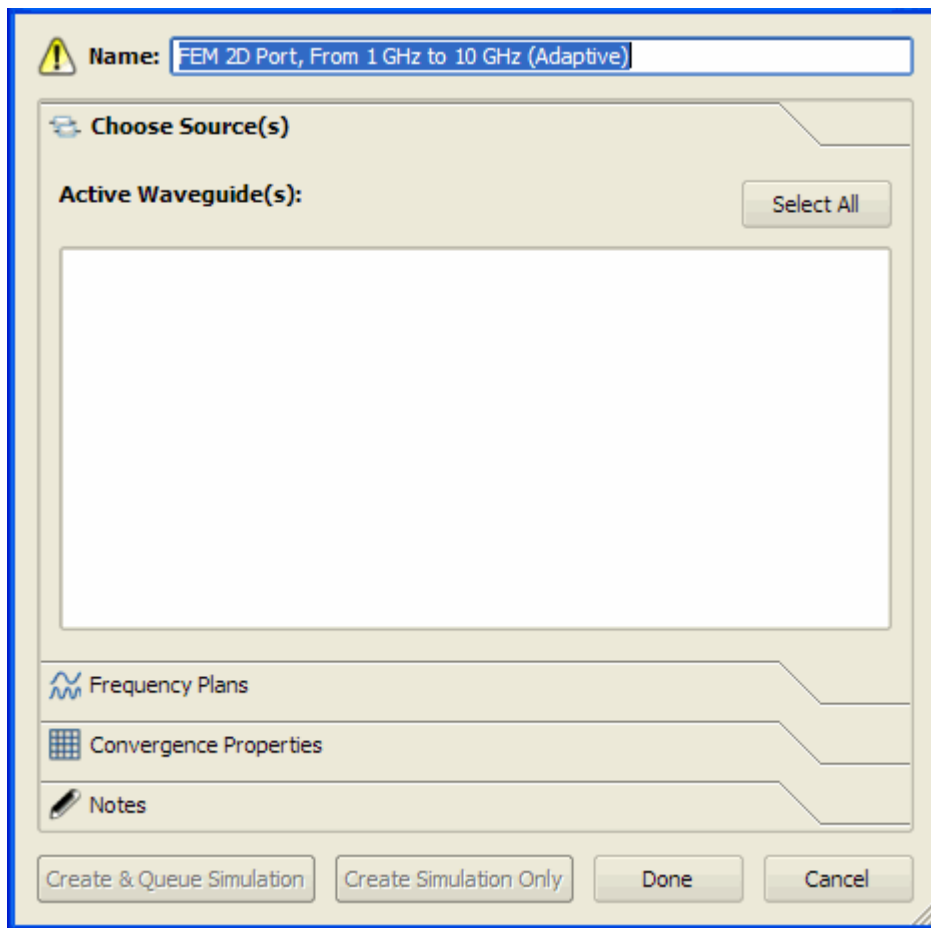 Name: FEM 2D Port, From 1 GHz to 10 GHz (Adaptive)
Choose Source(s)
Active Waveguide(s):
Select All
Frequency Plans
Convergence Properties
Notes
Create & Queue Simulation Create Simulation Only Done Cancel